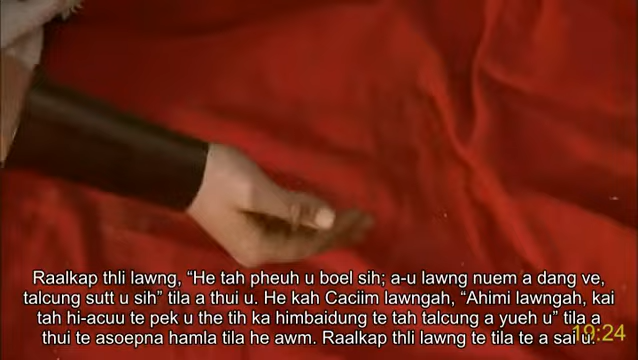 Raalkap thli lawng, “He tah pheuh u boel sih; a-u lawng nuem a dang ve,
talcung sutt u sih” tila a thui u. He kah Caciim lawngah, “Ahimi lawngah, kai
tah hi-acuu te pek u the tih ka himbaidung te tah talcung a yueh u” tila a
thui te asoepna hamla tila he awm. Raalkap thli lawng te tila te a sai u.
19:24